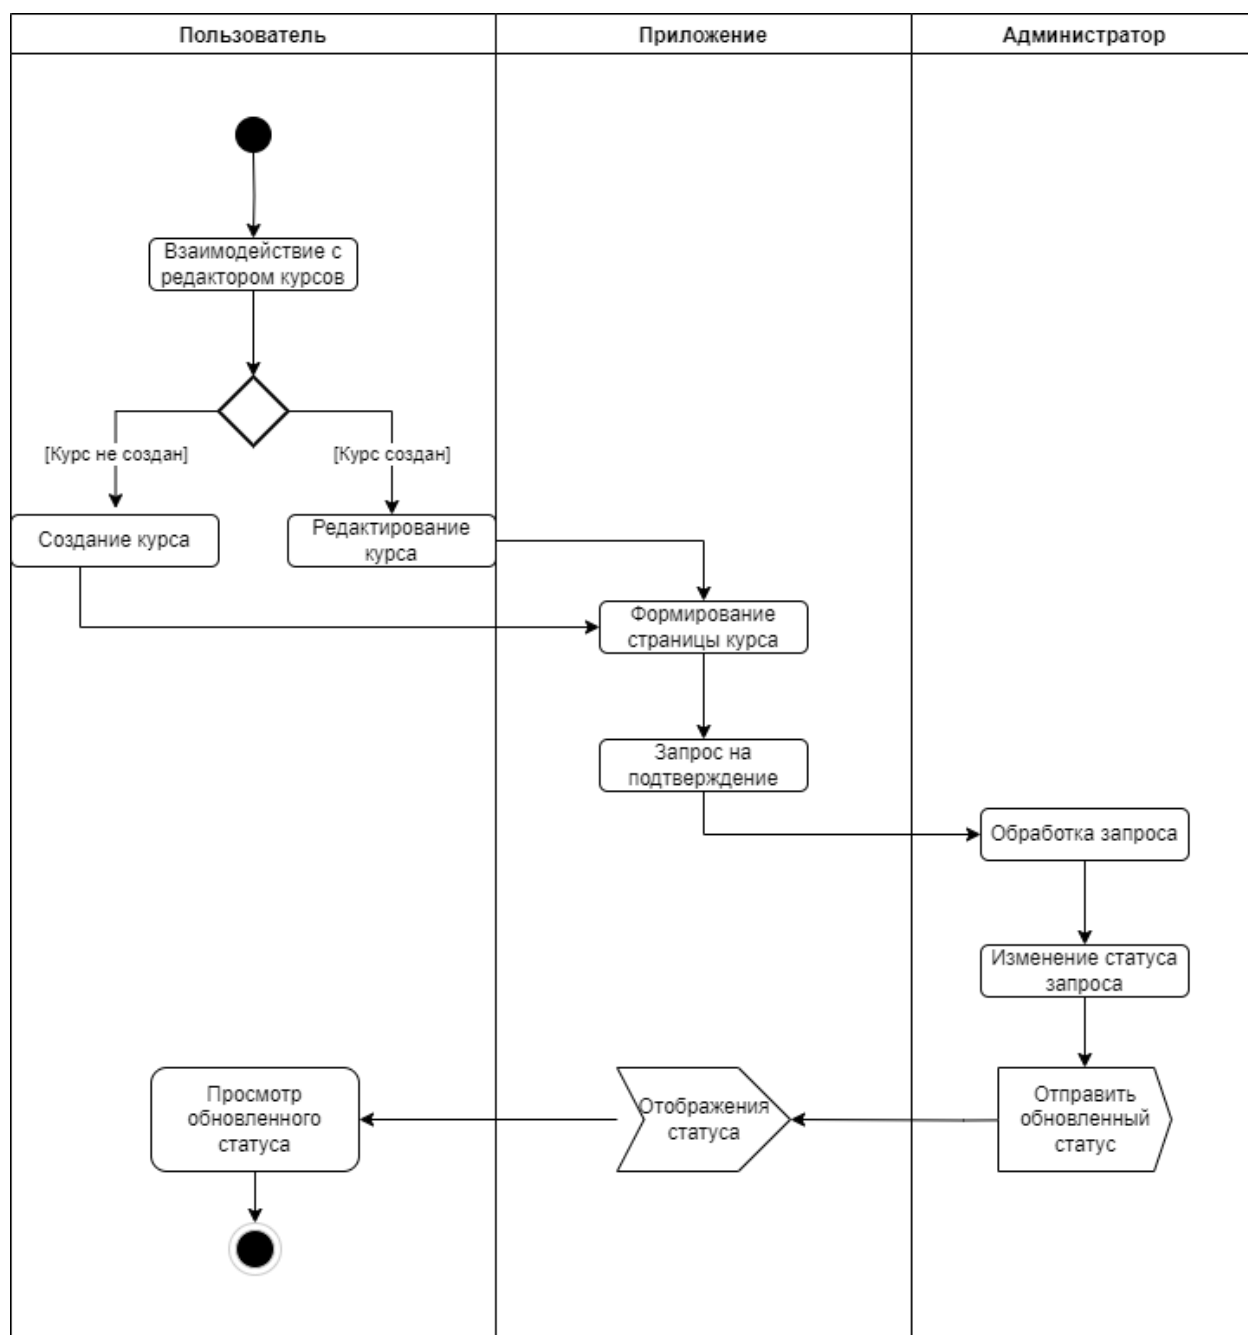 Пользователь
Приложение
Администратор
Взаимодействие с
редактором курсов
[Курс не создан]
[Курс создан]
Создание курса
Редактирование
курса
Формирование
страницы курса
Запрос на
подтверждение
Обработка запроса
Изменение статуса
запроса
Просмотр
обновленного
статуса
Отображения
статуса
Отправить
обновленный
статус